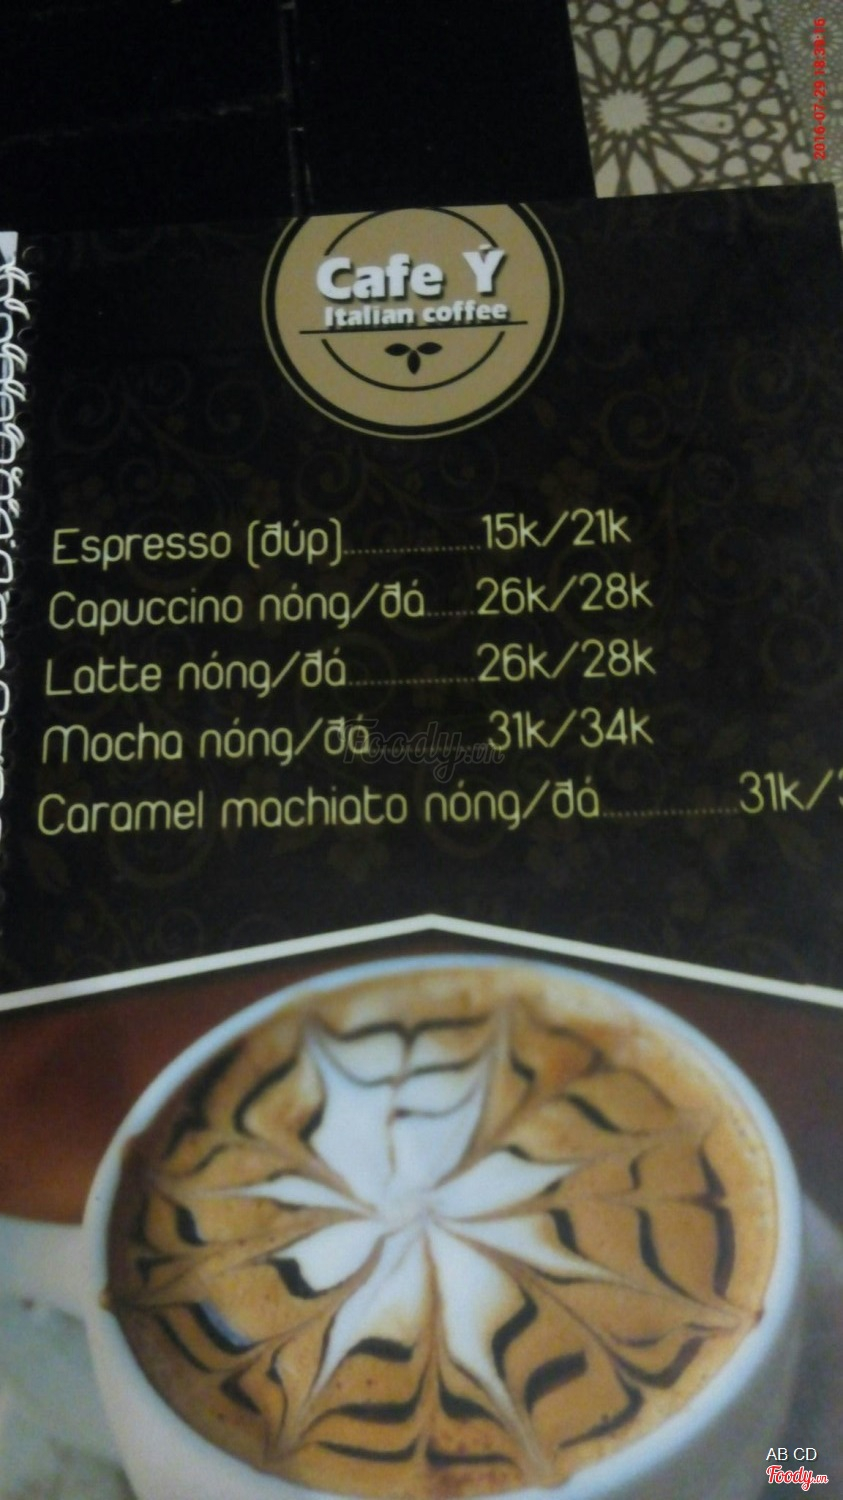 2016-07-29 18:38:16
Cafe Ý
Italian coffee
Espresso (đúp)..................15k/21k
Capuccino nóng/đá......26k/28k
Latte nóng/đá.................26k/28k
Mocha nóng/đá...............31k/34k
Caramel machiato nóng/đá.................31k/
Foody.vn
AB CD
Foody.vn